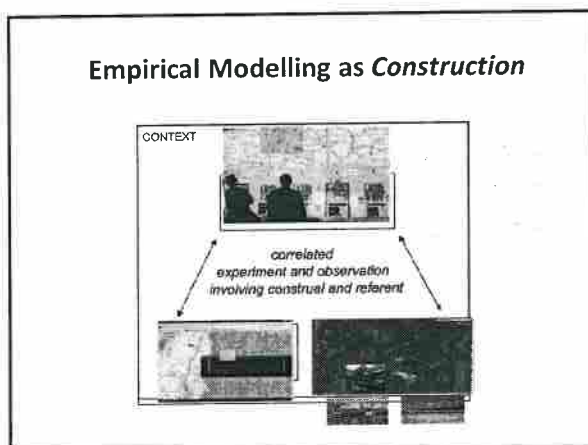 Empirical Modelling as Construction
CONTEXT
correlated
experiment and observation
involving construal and referent